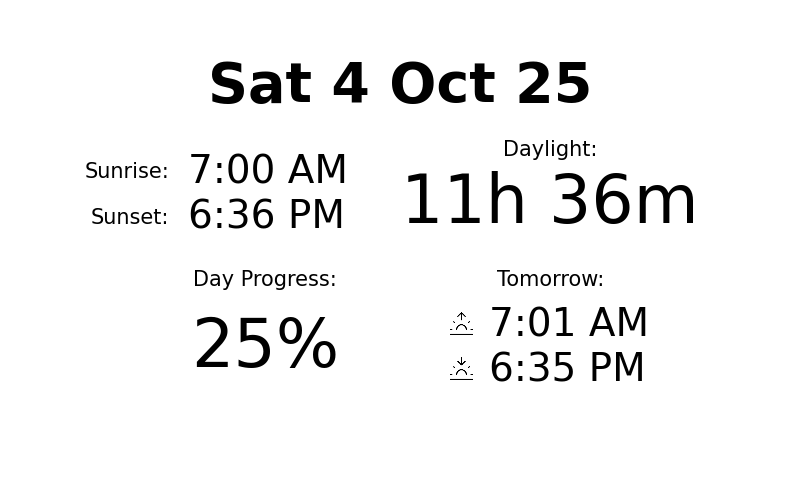 Sat 4 Oct 25
Sunrise: 7:00 AM
Sunset: 6:36 PM
Daylight:
11h 36m
Day Progress:
25%
Tomorrow:
7:01 AM
6:35 PM